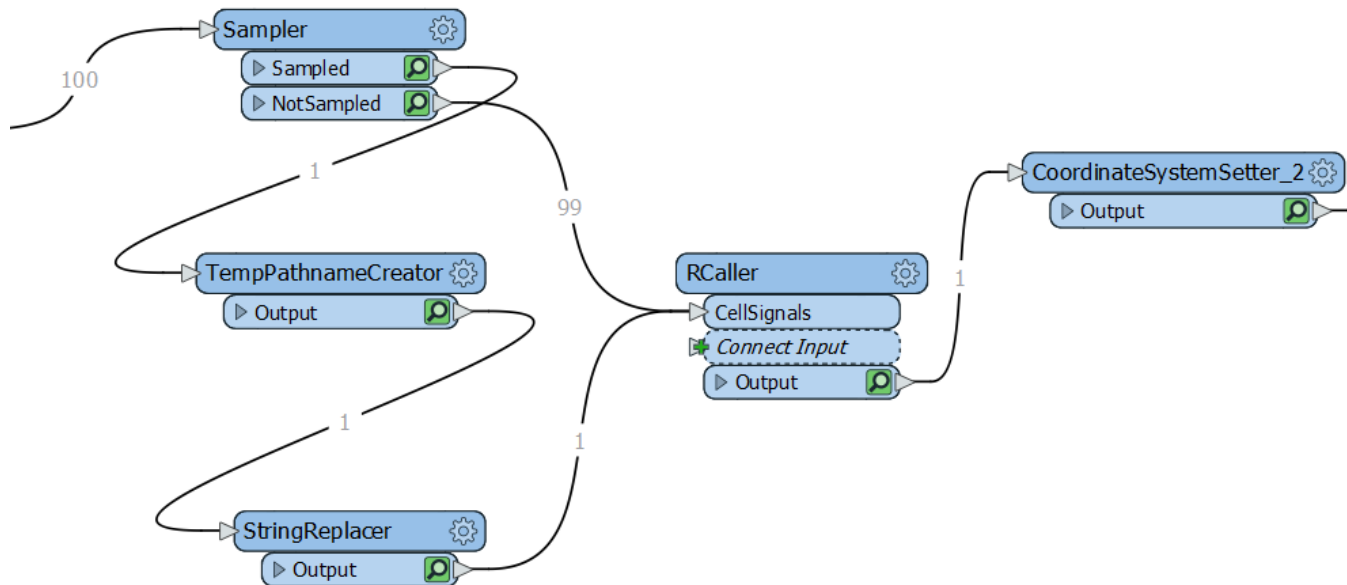 Sampler
Sampled
100
NotSampled
1
CoordinateSystemSetter_2
99
Output
TempPathnameCreator
RCaller
1
Output
CellSignals
Connect Input
Output
1
1
StringReplacer
Output